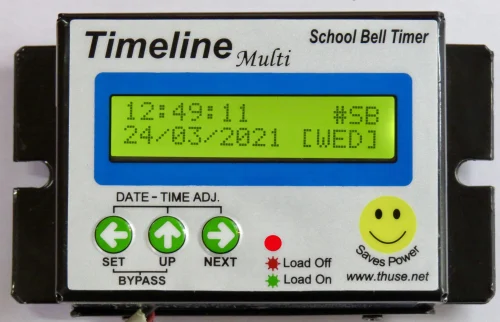 Timeline Multi
School Bell Timer
12:49:11 #SB
24/03/2021 [WED]
DATE - TIME ADJ.
SET UP NEXT
BYPASS
Load Off
Load On
Saves Power
www.thuse.net